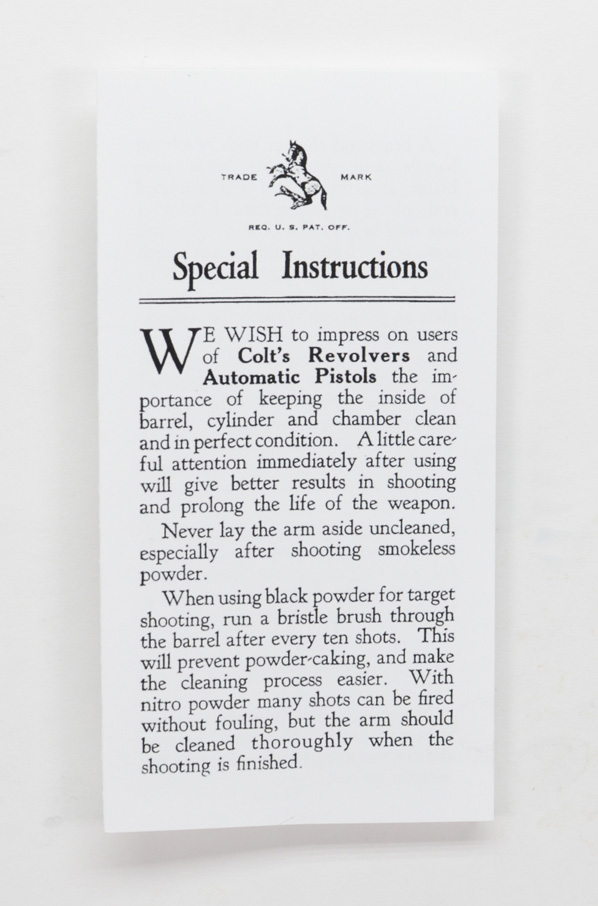 TRADE MARK
REG. U. S. PAT. OFF.
Special Instructions
WE WISH to impress on users
of Colt's Revolvers and
Automatic Pistols the im-
portance of keeping the inside of
barrel, cylinder and chamber clean
and in perfect condition. A little care-
ful attention immediately after using
will give better results in shooting
and prolong the life of the weapon.
Never lay the arm aside uncleaned,
especially after shooting smokeless
powder.
When using black powder for target
shooting, run a bristle brush through
the barrel after every ten shots. This
will prevent powder-caking, and make
the cleaning process easier. With
nitro powder many shots can be fired
without fouling, but the arm should
be cleaned thoroughly when the
shooting is finished.